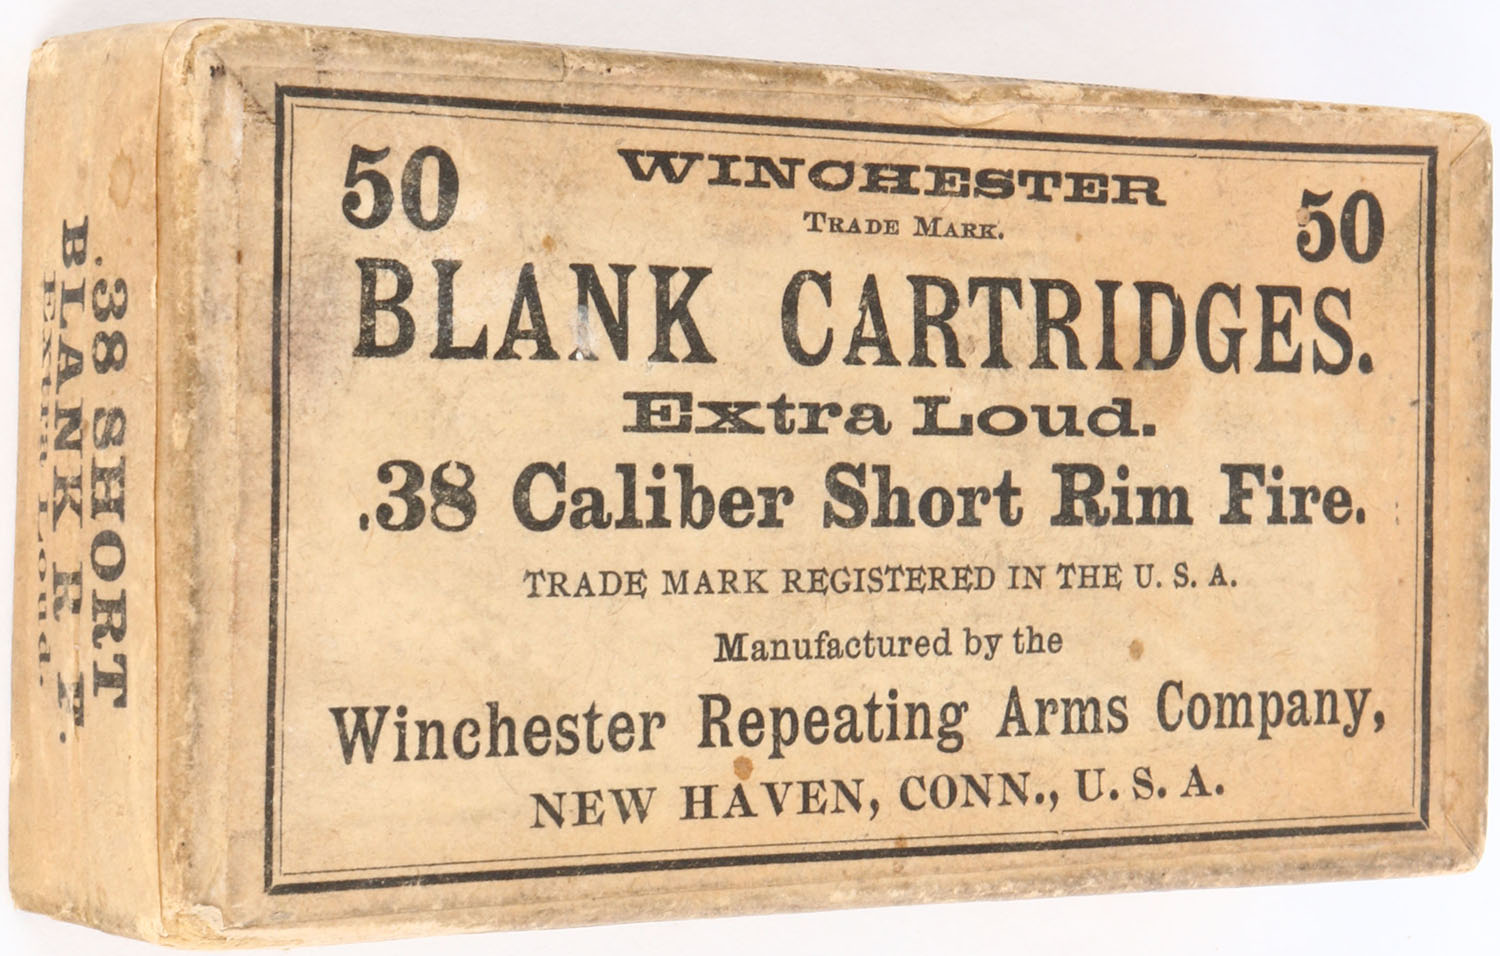 50 WINCHESTER 50
TRADE MARK.
BLANK CARTRIDGES.
Extra Loud.
.38 Caliber Short Rim Fire.
TRADE MARK REGISTERED IN THE U. S. A.
Manufactured by the
Winchester Repeating Arms Company,
NEW HAVEN, CONN., U. S. A.
.38 SHORT
BLANK R. F.
Extra Loud.